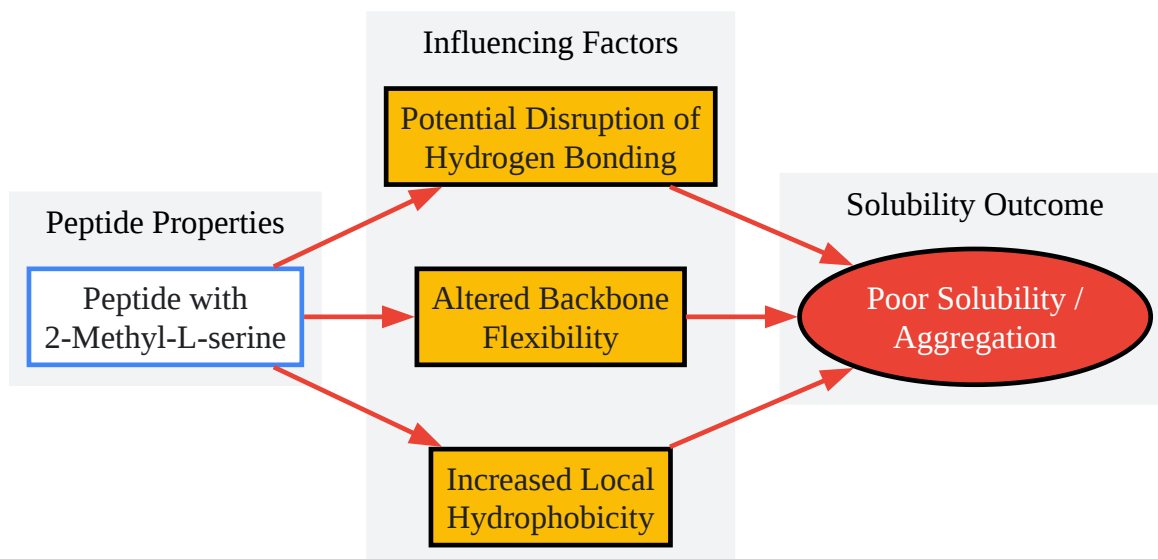 Peptide Properties
Peptide with
2-Methyl-L-serine
Influencing Factors
Potential Disruption of
Hydrogen Bonding
Altered Backbone
Flexibility
Increased Local
Hydrophobicity
Solubility Outcome
Poor Solubility /
Aggregation